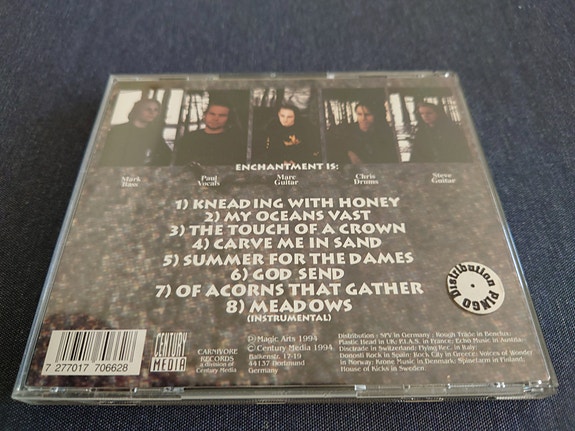 ENCHANTMENT IS:
Mark Bass
Paul Vocals
Marc Guitar
Chris Drums
Steve Guitar
1) KNEADING WITH HONEY
2) MY OCEANS VAST
3) THE TOUCH OF A CROWN
4) CARVE ME IN SAND
5) SUMMER FOR THE DAMES
6) GOD SEND
7) OF ACORNS THAT GATHER
8) MEADOWS
(INSTRUMENTAL)
Distribution PINGO
7 277017 706628
CENTURY MEDIA
CARNIVORE RECORDS
a division of
Century Media
Ⓟ Magic Arts 1994
© Century Media 1994
Balkenstr. 17-19
44137 Dortmund
Germany
Distribution: SPV in Germany; Rough Trade in Benelux;
Plastic Head in UK; P.I.A.S. in France; Echo Music in Austria;
Disctrade in Switzerland; Flying Rec. in Italy;
Donosti Rock in Spain; Rock City in Greece; Voices of Wonder
in Norway; Katone Music in Denmark; Spinefarm in Finland,
House of Kicks in Sweden